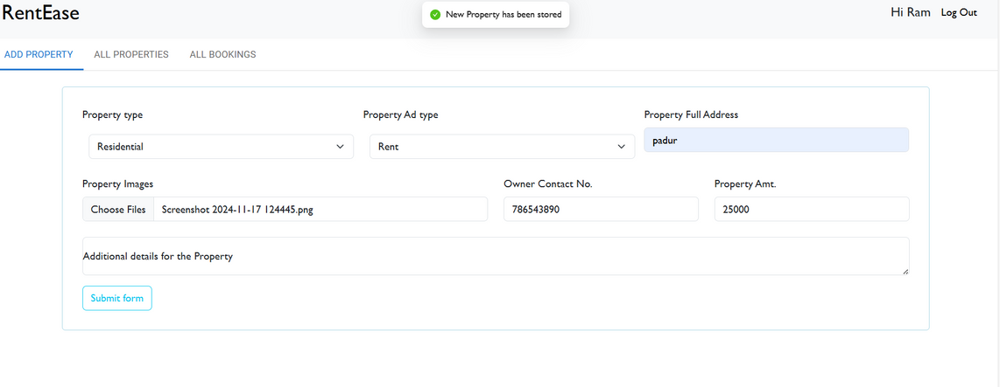 RentEase
New Property has been stored
Hi Ram Log Out
ADD PROPERTY ALL PROPERTIES ALL BOOKINGS
Property type Property Ad type Property Full Address
Residential Rent padur
Property Images Owner Contact No. Property Amt.
Choose Files Screenshot 2024-11-17 124445.png 786543890 25000
Additional details for the Property
Submit form